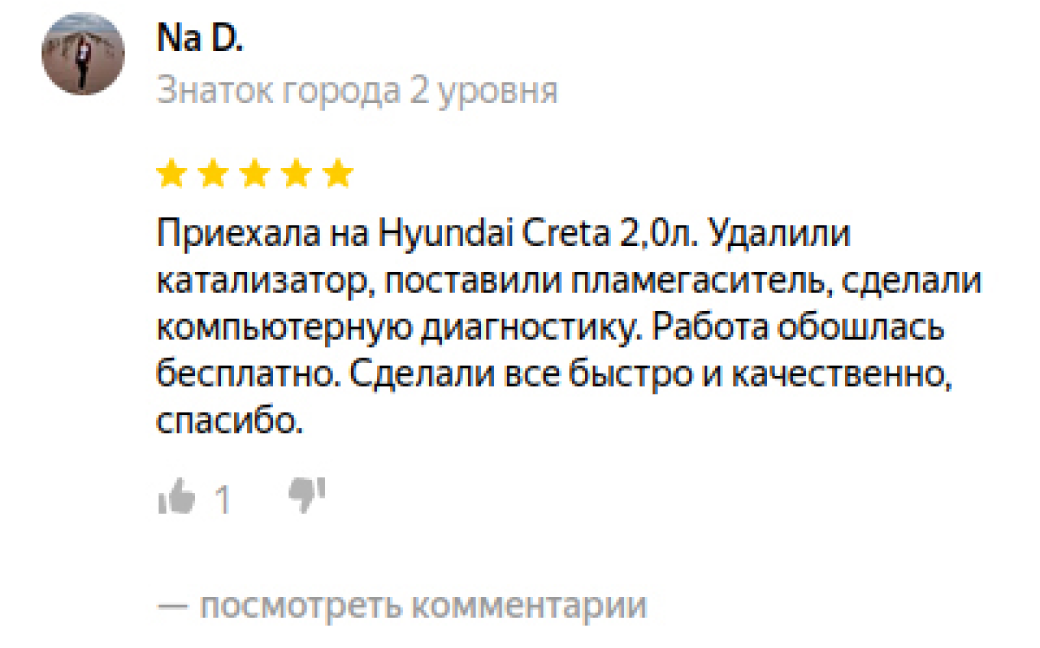 Na D.
Знаток города 2 уровня
Приехала на Hyundai Creta 2,0л. Удалили
катализатор, поставили пламегаситель, сделали
компьютерную диагностику. Работа обошлась
бесплатно. Сделали все быстро и качественно,
спасибо.
1
— посмотреть комментарии